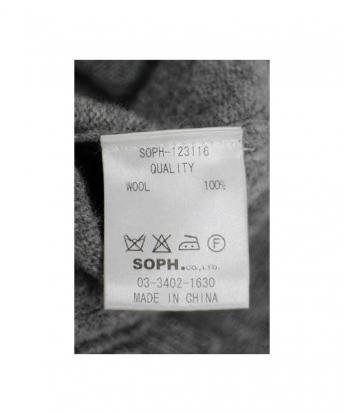 SOPH-123116
QUALITY
WOOL 100%
F
SOPH.CO.,LTD.
03-3402-1630
MADE IN CHINA